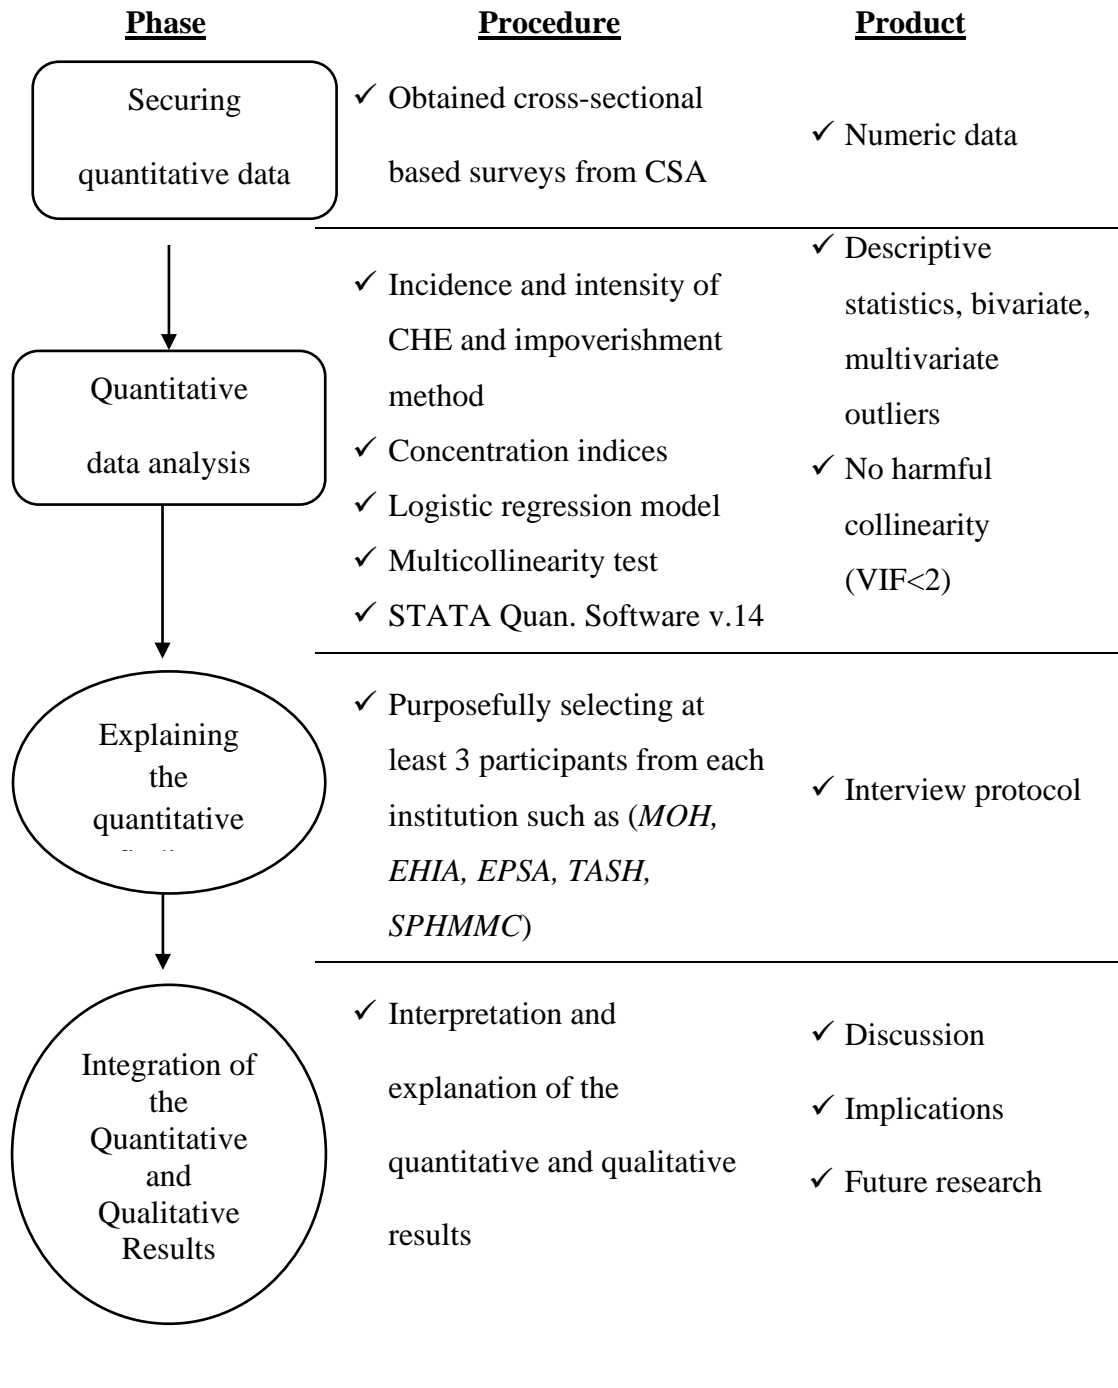 Phase Procedure Product
Securing
quantitative data
✓ Obtained cross-sectional
based surveys from CSA
✓ Numeric data
Quantitative
data analysis
✓ Incidence and intensity of
CHE and impoverishment
method
✓ Concentration indices
✓ Logistic regression model
✓ Multicollinearity test
✓ STATA Quan. Software v.14
✓ Descriptive
statistics, bivariate,
multivariate
outliers
✓ No harmful
collinearity
(VIF<2)
Explaining
the
quantitative
✓ Purposefully selecting at
least 3 participants from each
institution such as (MOH,
EHIA, EPSA, TASH,
SPHMMC)
✓ Interview protocol
Integration of
the
Quantitative
and
Qualitative
Results
✓ Interpretation and
explanation of the
quantitative and qualitative
results
✓ Discussion
✓ Implications
✓ Future research